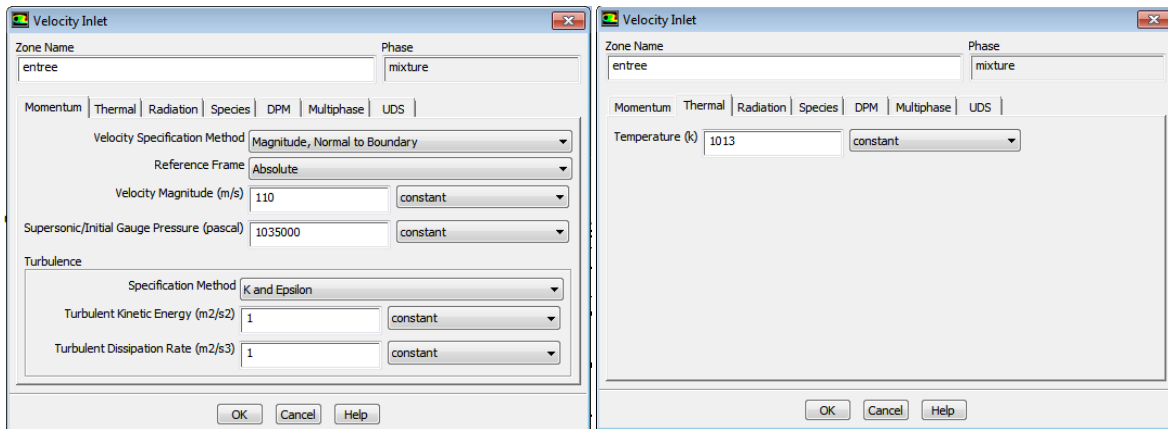 Velocity Inlet
Zone Name Phase
entree mixture
Momentum Thermal Radiation Species DPM Multiphase UDS
Velocity Specification Method Magnitude, Normal to Boundary
Reference Frame Absolute
Velocity Magnitude (m/s) 110 constant
Supersonic/Initial Gauge Pressure (pascal) 1035000 constant
Turbulence
Specification Method K and Epsilon
Turbulent Kinetic Energy (m2/s2) 1 constant
Turbulent Dissipation Rate (m2/s3) 1 constant
OK Cancel Help
Velocity Inlet
Zone Name Phase
entree mixture
Momentum Thermal Radiation Species DPM Multiphase UDS
Temperature (k) 1013 constant
OK Cancel Help